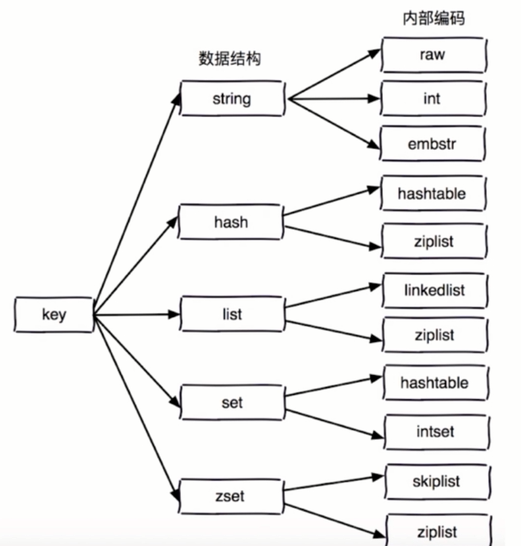 内部编码
数据结构
raw
string
int
embstr
hashtable
hash
ziplist
linkedlist
key
list
ziplist
hashtable
set
intset
skiplist
zset
ziplist